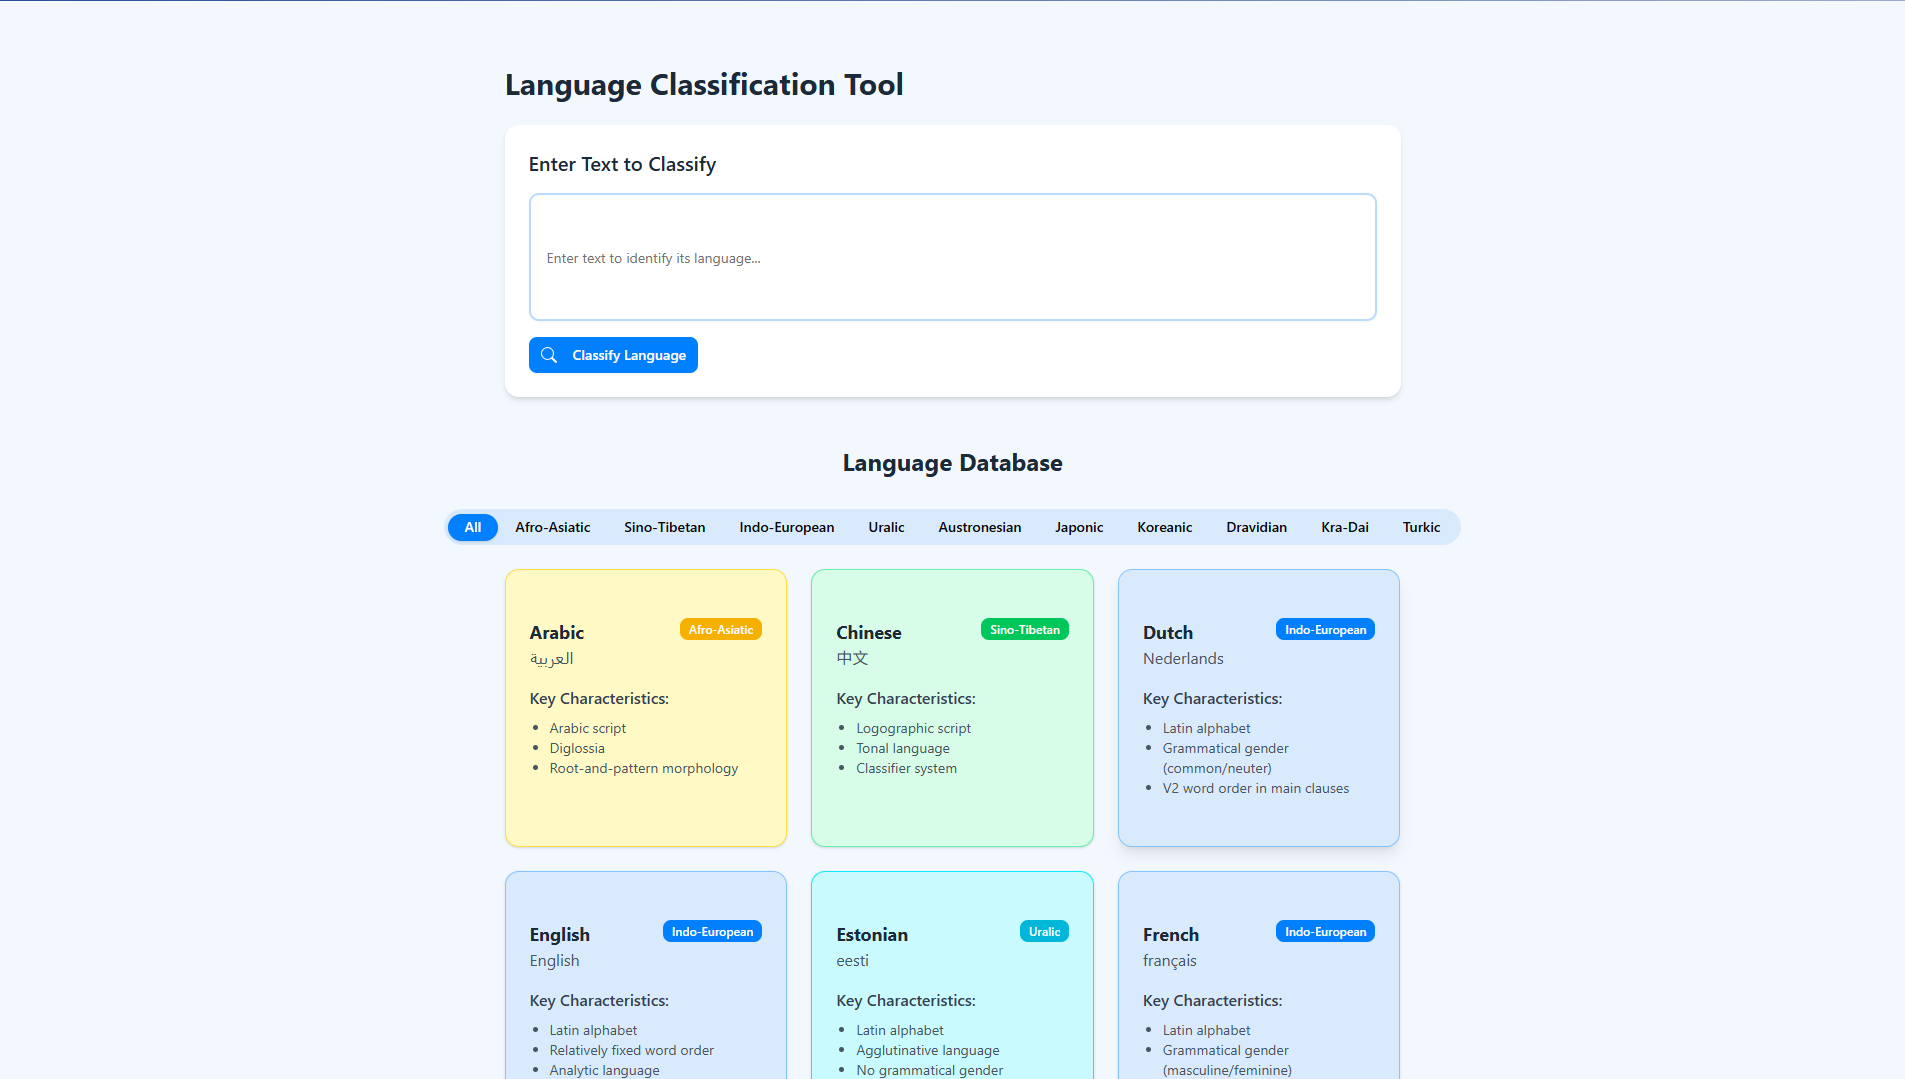 Language Classification Tool
Enter Text to Classify
Enter text to identify its language...
Classify Language
Language Database
All Afro-Asiatic Sino-Tibetan Indo-European Uralic Austronesian Japonic Koreanic Dravidian Kra-Dai Turkic
Arabic Afro-Asiatic
العربية
Key Characteristics:
Arabic script
Diglossia
Root-and-pattern morphology
Chinese Sino-Tibetan
中文
Key Characteristics:
Logographic script
Tonal language
Classifier system
Dutch Indo-European
Nederlands
Key Characteristics:
Latin alphabet
Grammatical gender
(common/neuter)
V2 word order in main clauses
English Indo-European
English
Key Characteristics:
Latin alphabet
Relatively fixed word order
Analytic language
Estonian Uralic
eesti
Key Characteristics:
Latin alphabet
Agglutinative language
No grammatical gender
French Indo-European
français
Key Characteristics:
Latin alphabet
Grammatical gender
(masculine/feminine)